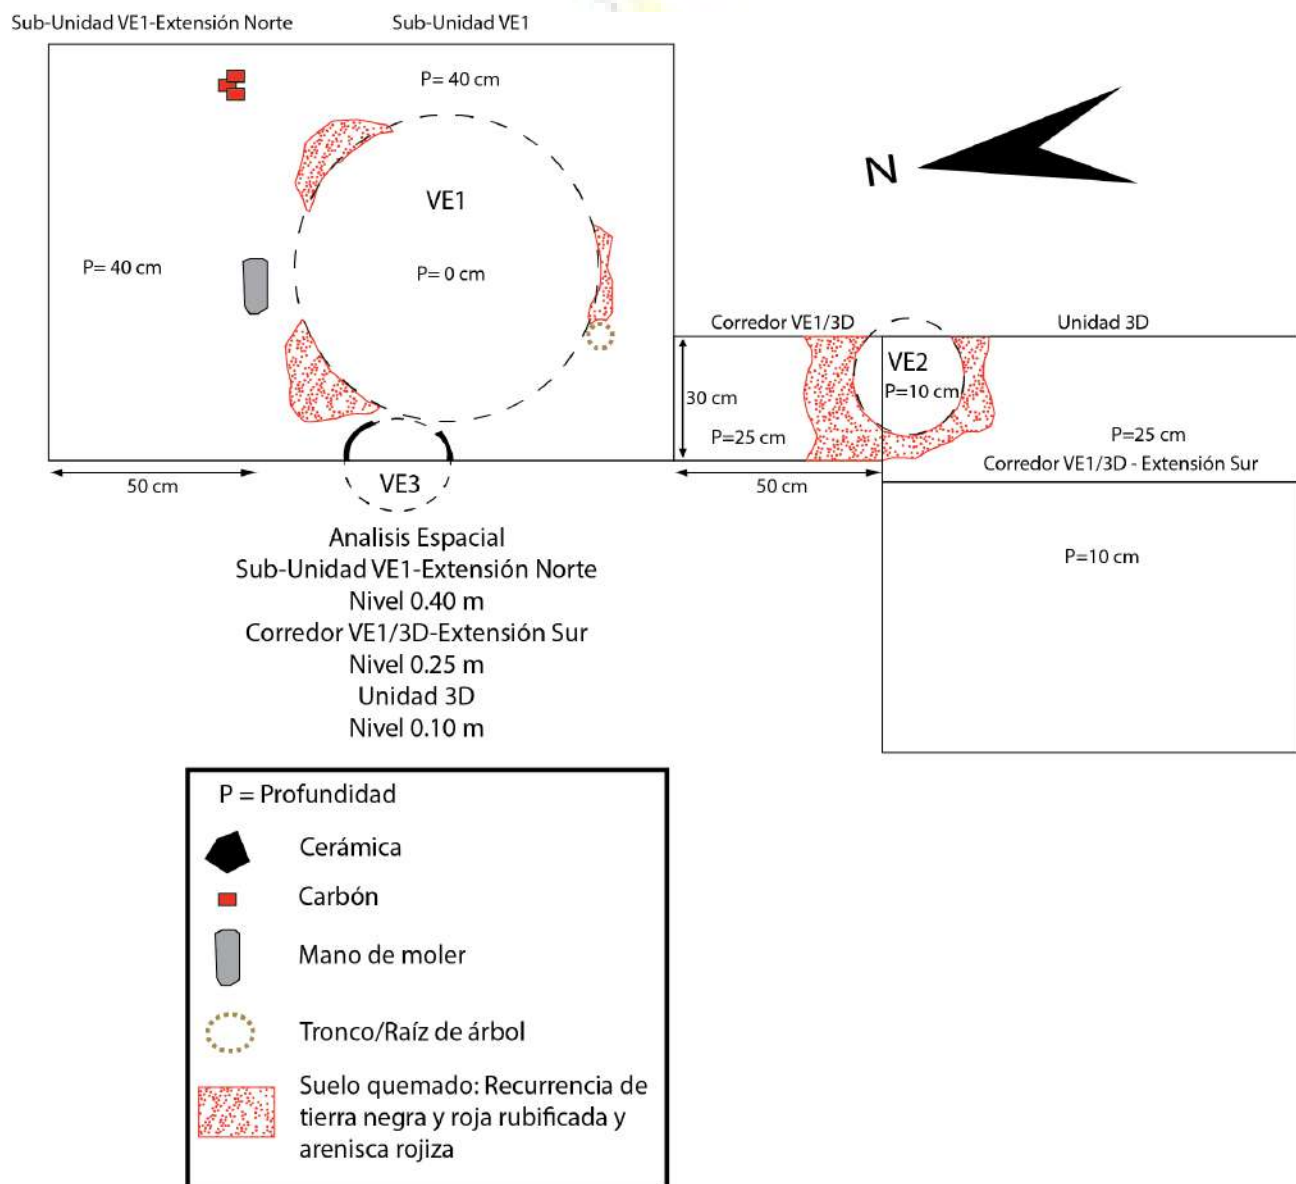 Sub-Unidad VE1-Extensión Norte
Sub-Unidad VE1
P= 40 cm
VE1
P= 40 cm
P= 0 cm
N
Corredor VE1/3D
Unidad 3D
VE2
P=10 cm
30 cm
P=25 cm
P=25 cm
Corredor VE1/3D - Extensión Sur
50 cm
VE3
50 cm
P=10 cm
Analisis Espacial
Sub-Unidad VE1-Extensión Norte
Nivel 0.40 m
Corredor VE1/3D-Extensión Sur
Nivel 0.25 m
Unidad 3D
Nivel 0.10 m
P = Profundidad
Cerámica
Carbón
Mano de moler
Tronco/Raíz de árbol
Suelo quemado: Recurrencia de
tierra negra y roja rubificada y
arenisca rojiza